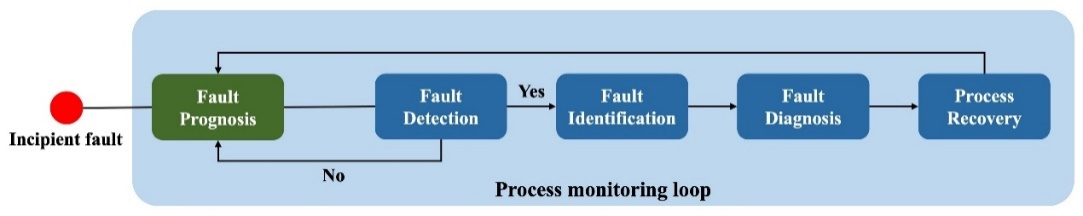 Incipient fault
Fault
Prognosis
Fault
Detection
Yes
No
Fault
Identification
Fault
Diagnosis
Process
Recovery
Process monitoring loop